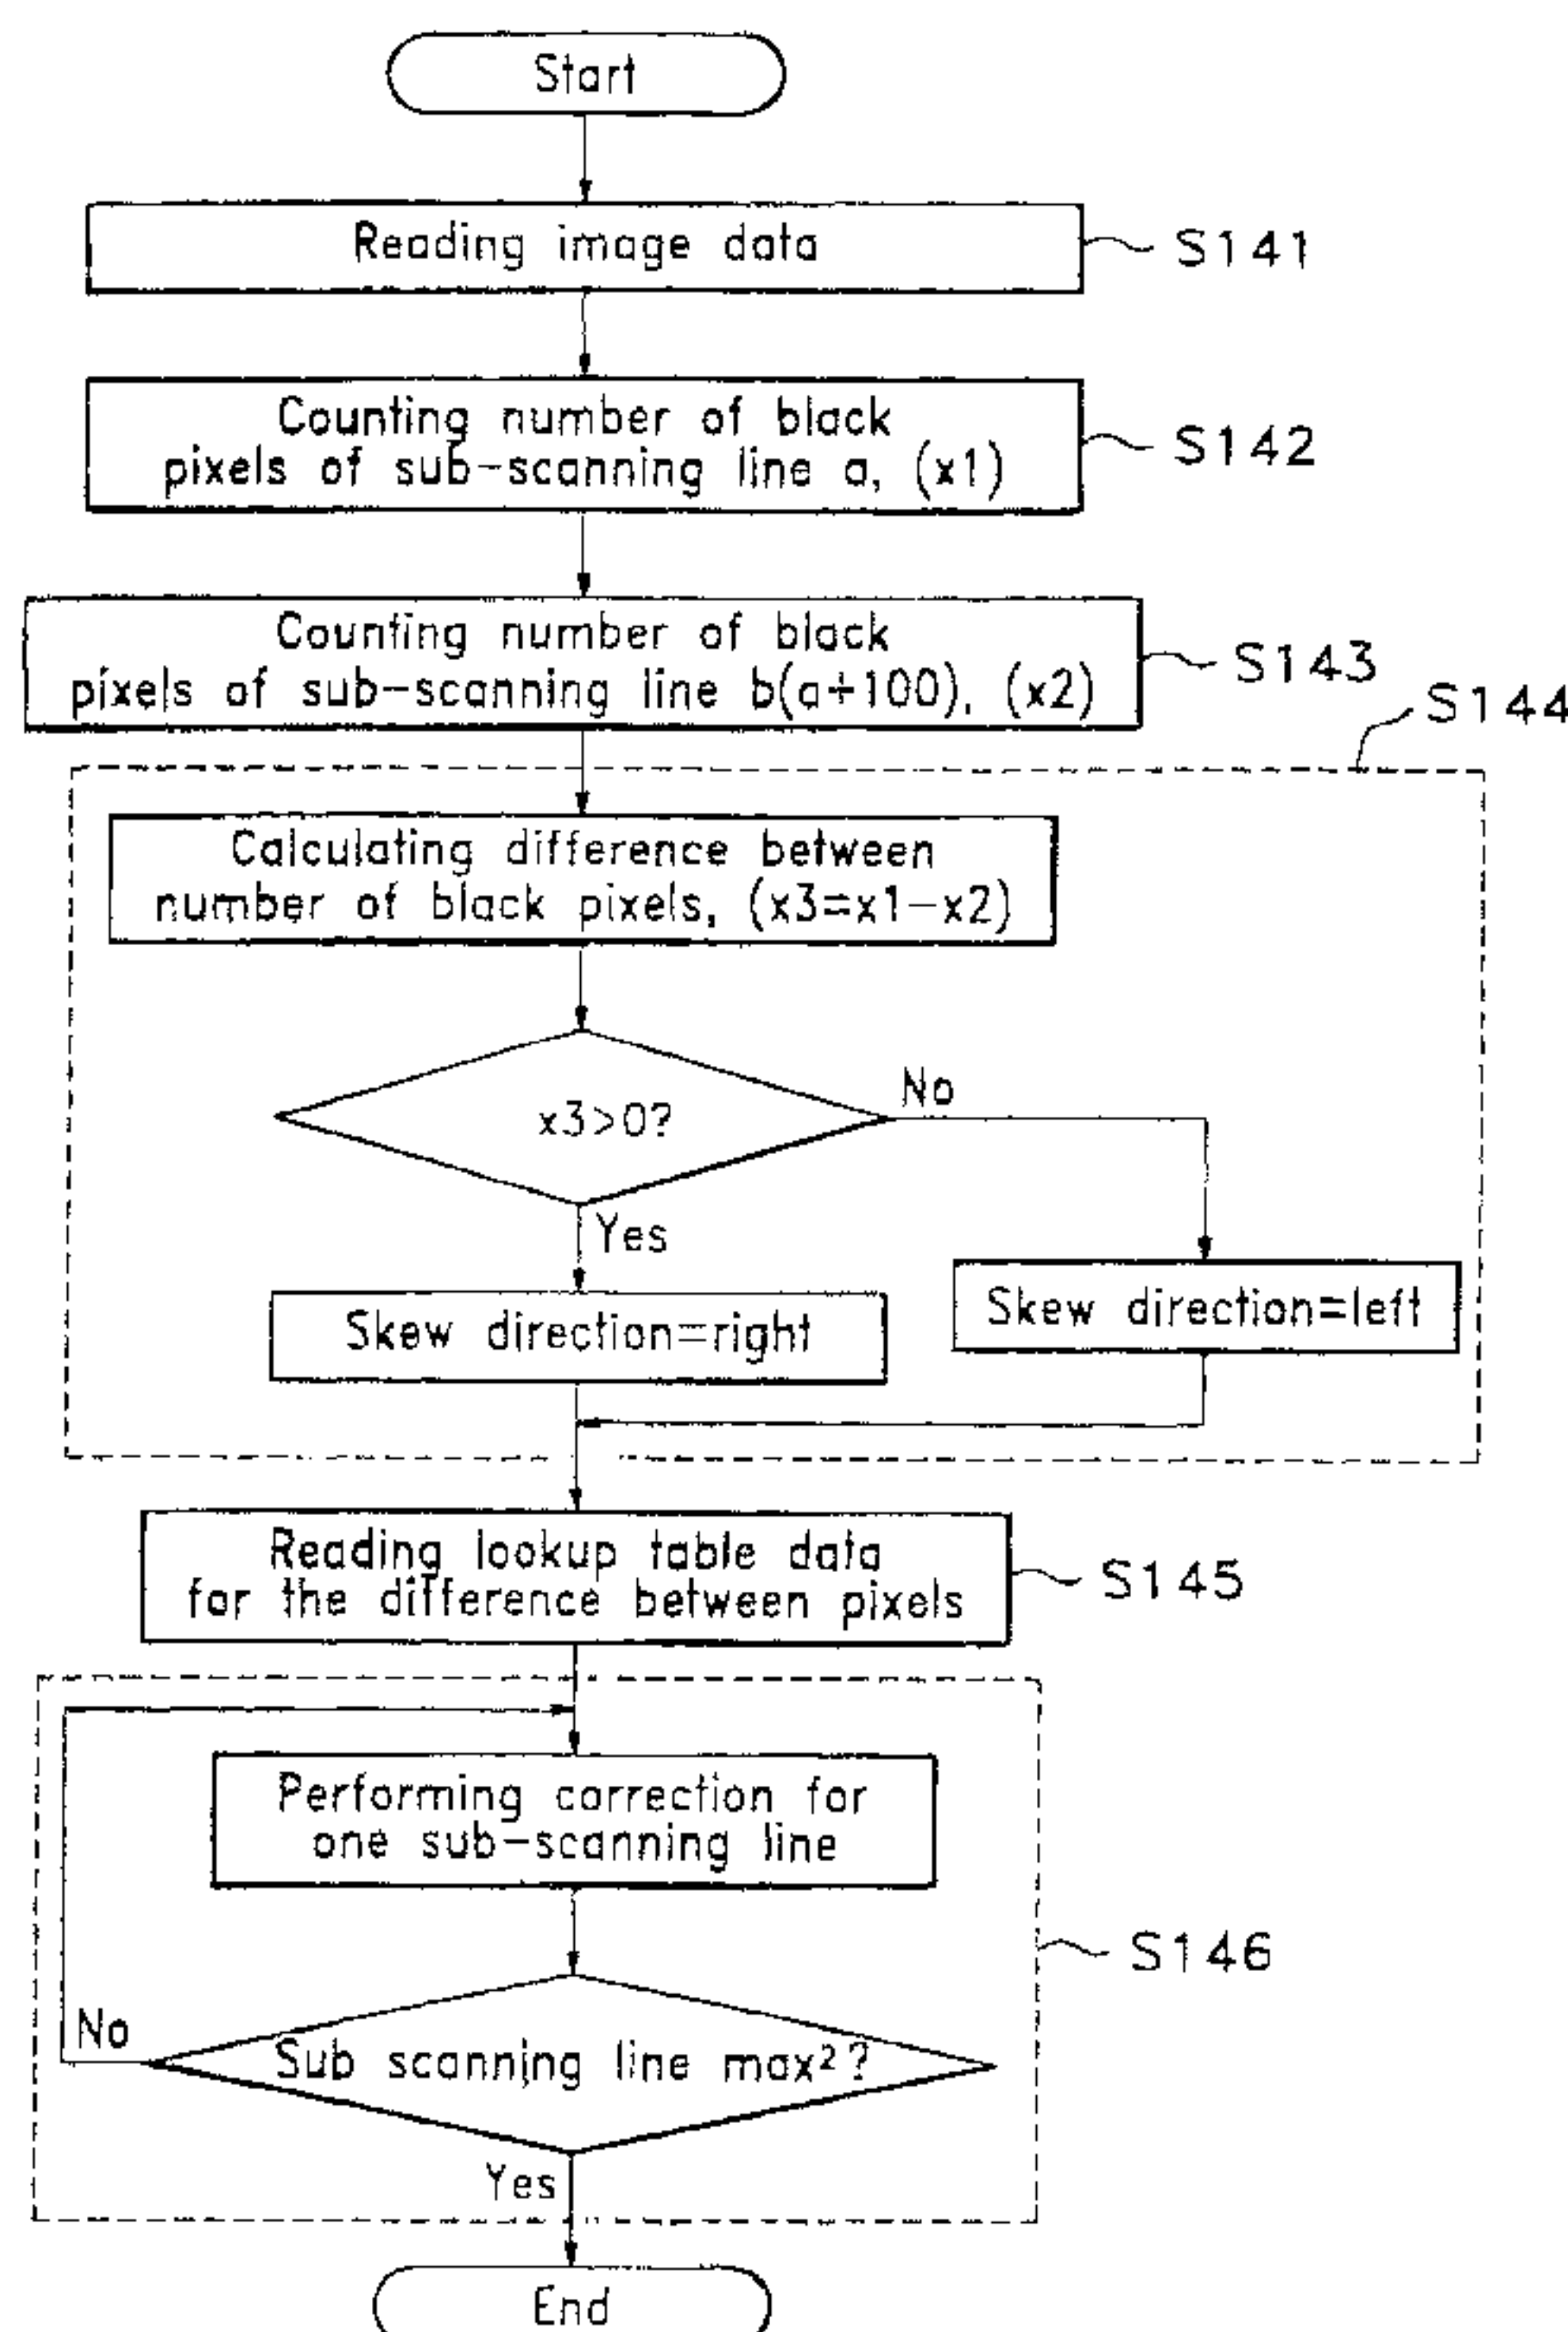 Start
Reading image data
S141
Counting number of black
pixels of sub-scanning line a, (x1)
S142
Counting number of black
pixels of sub-scanning line b(a+100), (x2)
S143
S144
Calculating difference between
number of black pixels, (x3=x1-x2)
x3>0?
No
Yes
Skew direction=right
Skew direction=left
Reading lookup table data
for the difference between pixels
S145
Performing correction for
one sub-scanning line
S146
No
Sub scanning line max²?
Yes
End